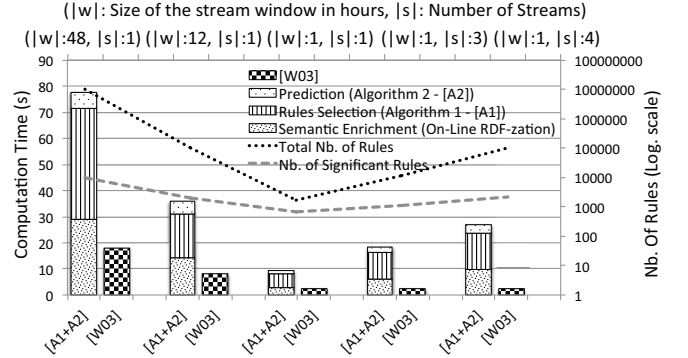 (|w|: Size of the stream window in hours, |s|: Number of Streams)
(|w|:48, |s|:1) (|w|:12, |s|:1) (|w|:1, |s|:1) (|w|:1, |s|:3) (|w|:1, |s|:4)
90 100000000
80 10000000
70 1000000
60 100000
50 10000
40 1000
30 100
20 10
10 1
0
Computation Time (s)
Nb. Of Rules (Log. scale)
[W03]
Prediction (Algorithm 2 - [A2])
Rules Selection (Algorithm 1 - [A1])
Semantic Enrichment (On-Line RDF-zation)
Total Nb. of Rules
Nb. of Significant Rules
[A1+A2] [W03] [A1+A2] [W03] [A1+A2] [W03] [A1+A2] [W03] [A1+A2] [W03]